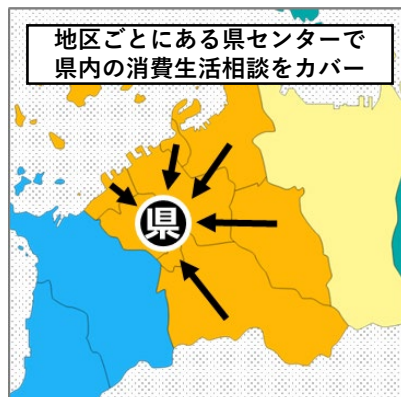 地区ごとにある県センターで
県内の消費生活相談をカバー
県